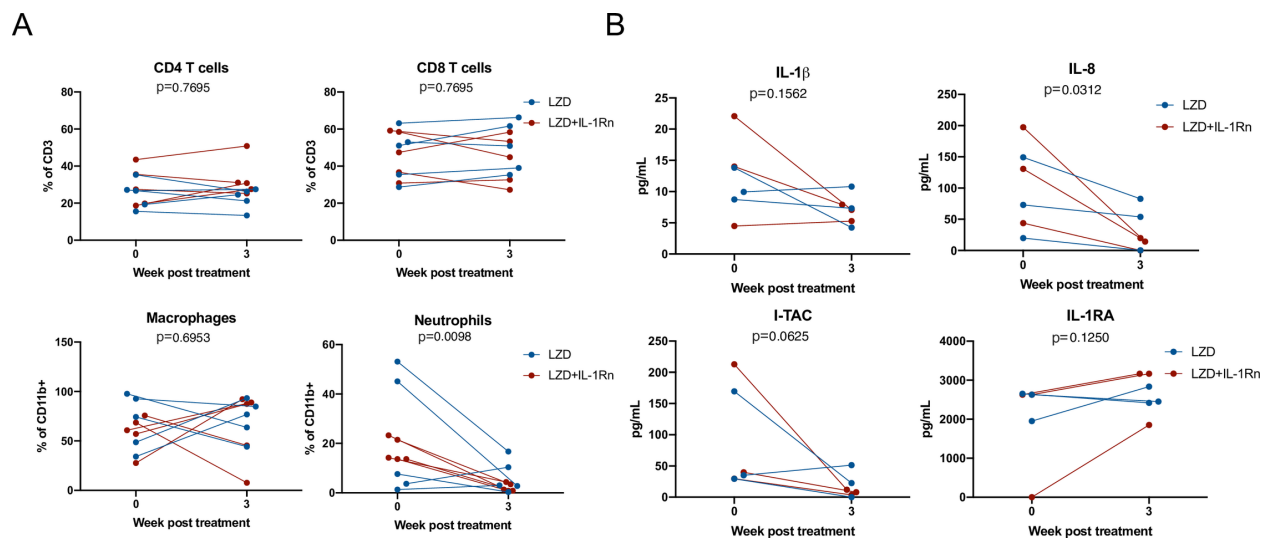 A
CD4 T cells
p=0.7695
80
60
40
20
0
% of CD3
0 3
Week post treatment
CD8 T cells
p=0.7695
80
60
40
20
0
% of CD3
0 3
Week post treatment
LZD
LZD+IL-1Rn
Macrophages
p=0.6953
150
100
50
0
% of CD11b+
0 3
Week post treatment
Neutrophils
p=0.0098
60
40
20
0
% of CD11b+
0 3
Week post treatment
LZD
LZD+IL-1Rn
B
IL-1β
p=0.1562
25
20
15
10
5
0
pg/mL
0 3
Week post treatment
IL-8
p=0.0312
250
200
150
100
50
0
pg/mL
0 3
Week post treatment
LZD
LZD+IL-1Rn
I-TAC
p=0.0625
250
200
150
100
50
0
pg/mL
0 3
Week post treatment
IL-1RA
p=0.1250
4000
3000
2000
1000
0
pg/mL
0 3
Week post treatment
LZD
LZD+IL-1Rn